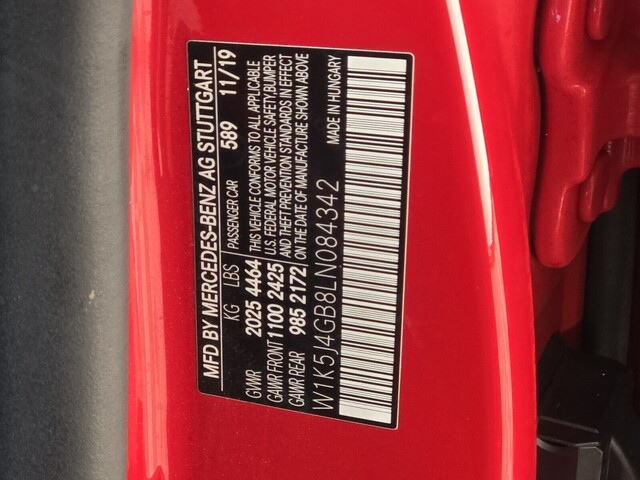 MFD BY MERCEDES-BENZ AG STUTTGART
KG LBS PASSENGER CAR 589 11/19
GVWR 2025 4464
GAWR FRONT 1100 2425
GAWR REAR 985 2172
THIS VEHICLE CONFORMS TO ALL APPLICABLE
U.S. FEDERAL MOTOR VEHICLE SAFETY,BUMPER
AND THEFT PREVENTION STANDARDS IN EFFECT
ON THE DATE OF MANUFACTURE SHOWN ABOVE
MADE IN HUNGARY
W1K5J4GB8LN084342